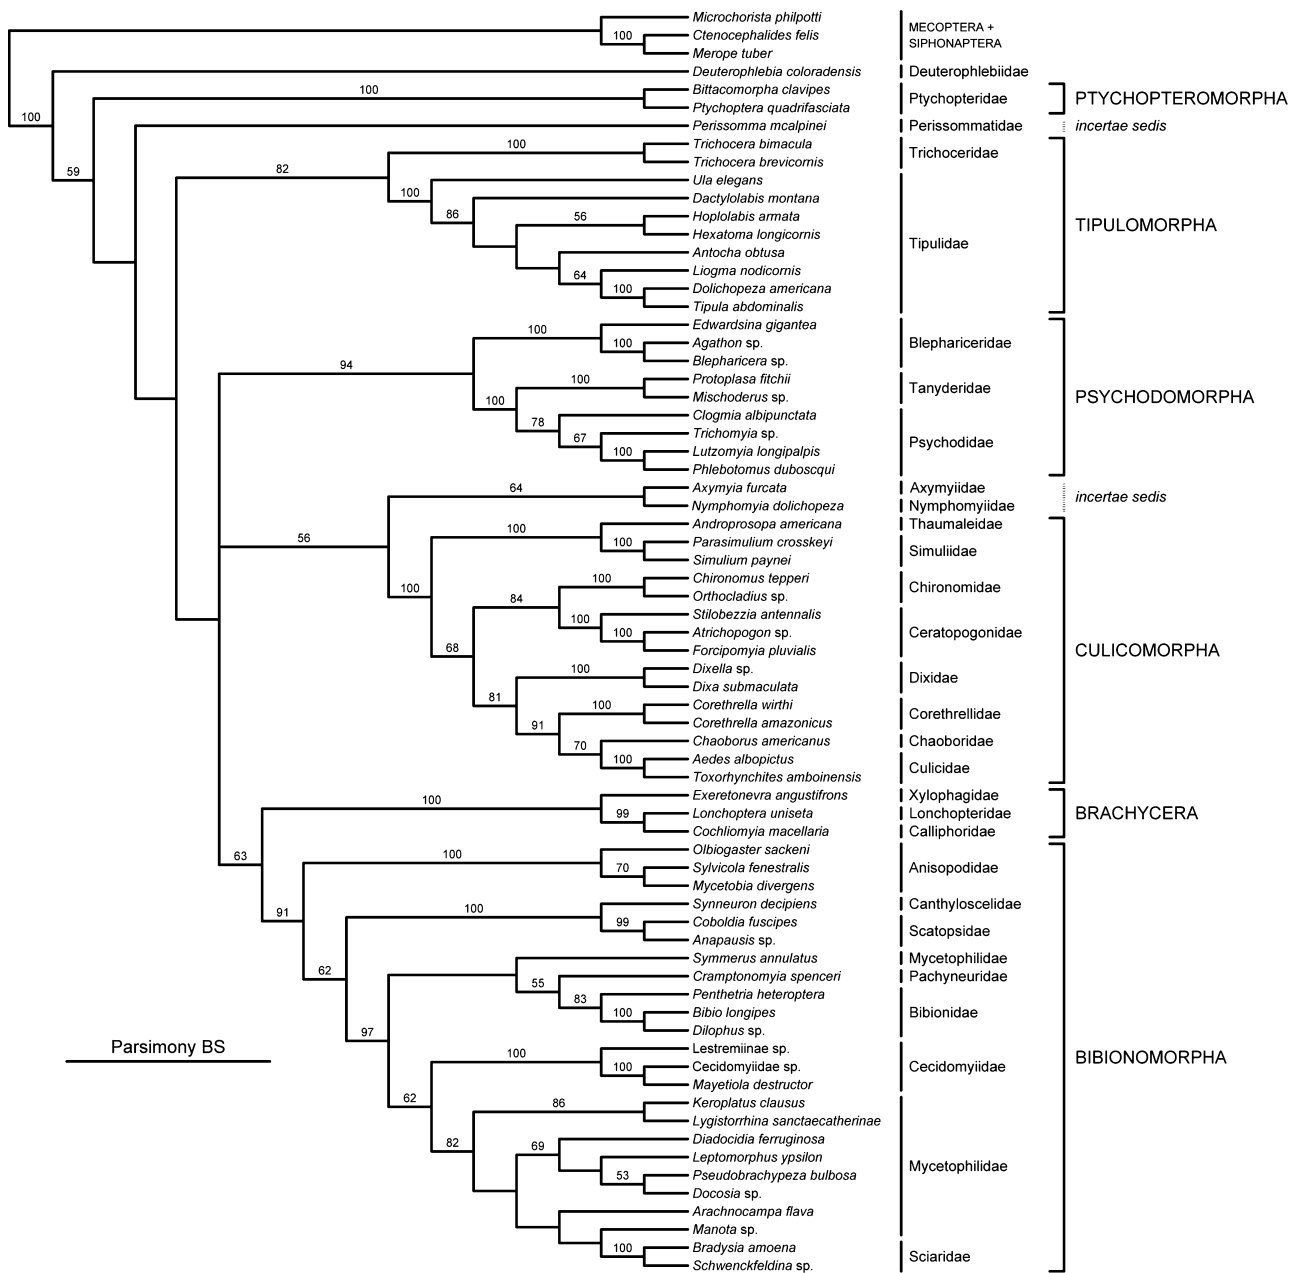 Microchorista philpotti
100 Ctenocephalides felis
Merope tuber
MECOPTERA +
SIPHONAPTERA
Deuterophlebia coloradensis Deuterophlebiidae
100
100 Bittacomorpha clavipes
Ptychoptera quadrifasciata
Ptychopteridae PTYCHOPTEROMORPHA
59
Perissomma mcalpinei Perissommatidae incertae sedis
82
100 Trichocera bimacula
Trichocera brevicornis
Trichoceridae
100 Ula elegans
86 Dactylolabis montana
56 Hoplolabis armata
Hexatoma longicornis
Antocha obtusa
64 Liogma nodicornis
100 Dolichopeza americana
Tipula abdominalis
Tipulidae
TIPULOMORPHA
94
100 Edwardsina gigantea
100 Agathon sp.
Blepharicera sp.
Blephariceridae
100
100 Protoplasa fitchii
Mischoderus sp.
Tanyderidae
78 Clogmia albipunctata
67 Trichomyia sp.
100 Lutzomyia longipalpis
Phlebotomus duboscqui
Psychodidae
PSYCHODOMORPHA
56
64 Axymyia furcata Axymyiidae
Nymphomyia dolichopeza Nymphomyiidae
incertae sedis
100
100 Androprosopa americana Thaumaleidae
100 Parasimulium crosskeyi
Simulium paynei
Simuliidae
68
84
100 Chironomus tepperi
Orthocladius sp.
Chironomidae
100 Stilobezzia antennalis
100 Atrichopogon sp.
Forcipomyia pluvialis
Ceratopogonidae
81
100 Dixella sp.
Dixa submaculata
Dixidae
91
100 Corethrella wirthi
Corethrella amazonicus
Corethrellidae
70 Chaoborus americanus Chaoboridae
100 Aedes albopictus
Toxorhynchites amboinensis
Culicidae
CULICOMORPHA
63
100 Exeretonevra angustifrons Xylophagidae
99 Lonchoptera uniseta Lonchopteridae
Cochliomyia macellaria Calliphoridae
BRACHYCERA
91
100 Olbiogaster sackeni
70 Sylvicola fenestralis
Mycetobia divergens
Anisopodidae
62
100 Synneuron decipiens Canthyloscelidae
99 Coboldia fuscipes
Anapausis sp.
Scatopsidae
97
Symmerus annulatus Mycetophilidae
55 Cramptonomyia spenceri Pachyneuridae
83 Penthetria heteroptera
100 Bibio longipes
Dilophus sp.
Bibionidae
62
100 Lestremiinae sp.
100 Cecidomyiidae sp.
Mayetiola destructor
Cecidomyiidae
82
86 Keroplatus clausus
Lygistorrhina sanctaecatherinae
69 Diadocidia ferruginosa
Leptomorphus ypsilon
53 Pseudobrachypeza bulbosa
Docosia sp.
Arachnocampa flava
Manota sp.
Mycetophilidae
100 Bradysia amoena
Schwenckfeldina sp.
Sciaridae
BIBIONOMORPHA
Parsimony BS